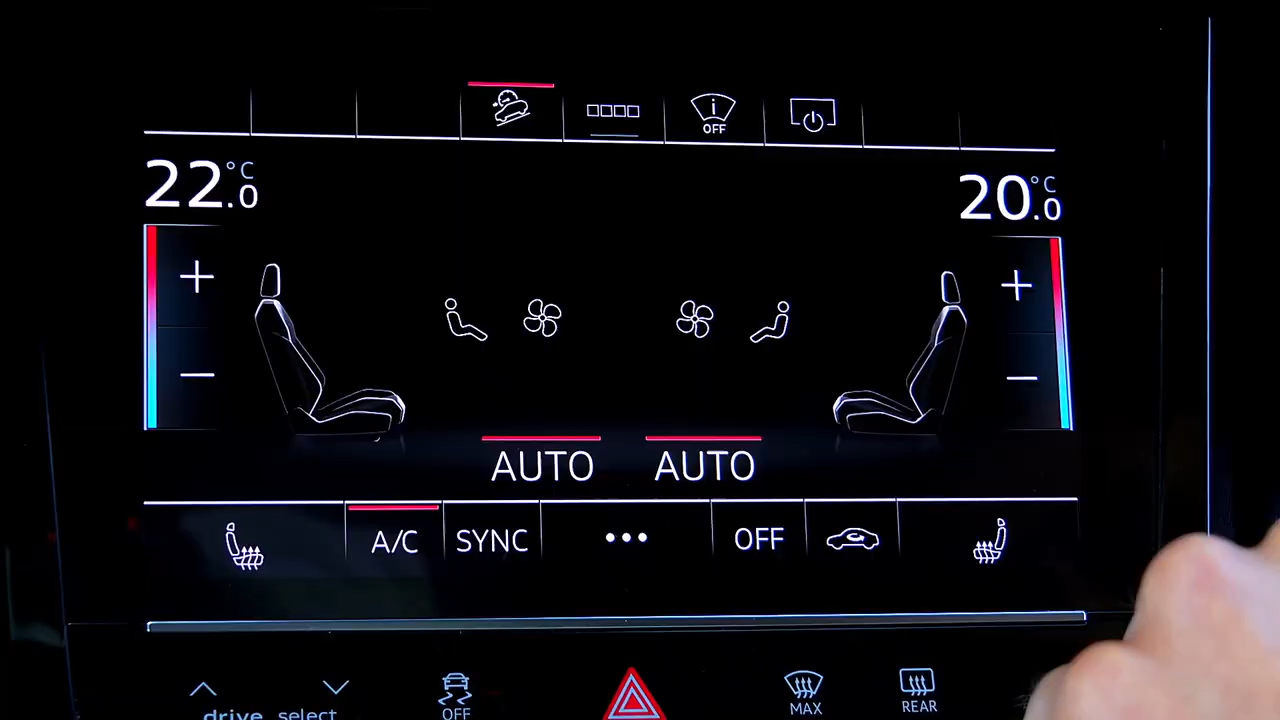 i
OFF
22.0 °C
20.0 °C
AUTO AUTO
A/C SYNC ••• OFF
drive select
OFF
MAX
REAR